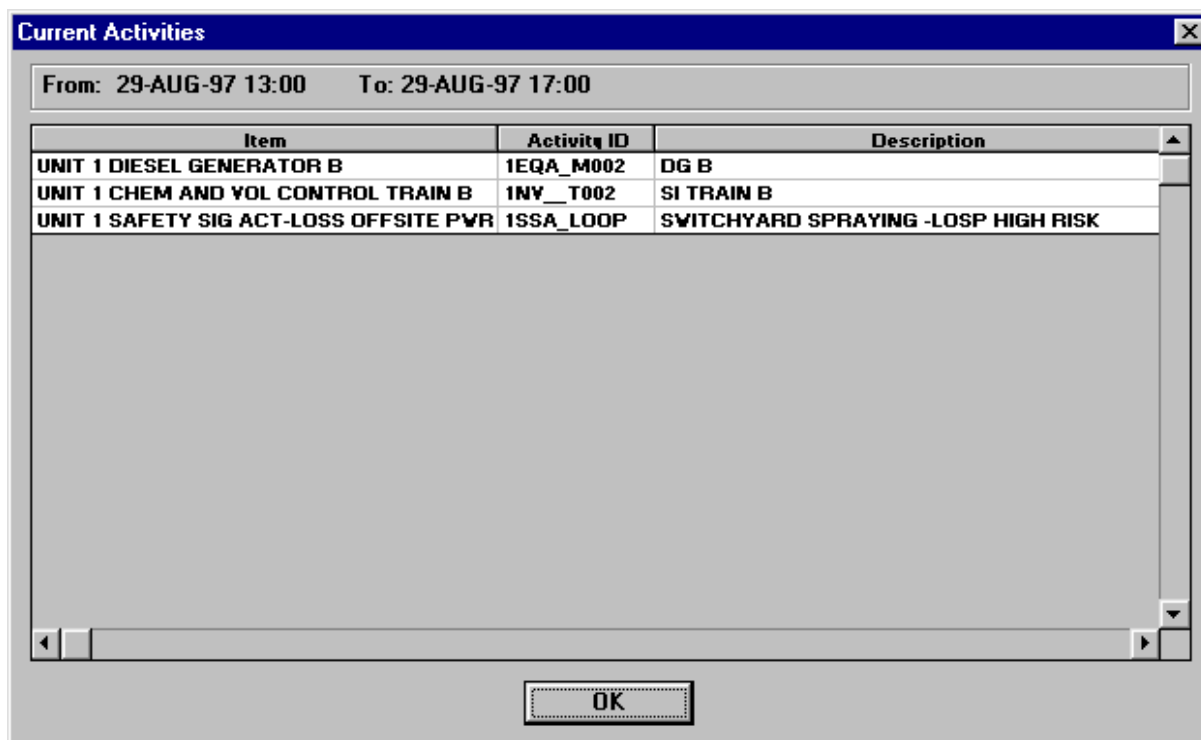 Current Activities
From: 29-AUG-97 13:00 To: 29-AUG-97 17:00
Item Activity ID Description
UNIT 1 DIESEL GENERATOR B 1EQA_M002 DG B
UNIT 1 CHEM AND VOL CONTROL TRAIN B 1NV__T002 SI TRAIN B
UNIT 1 SAFETY SIG ACT-LOSS OFFSITE PWR 1SSA_LOOP SWITCHYARD SPRAYING -LOSP HIGH RISK
OK